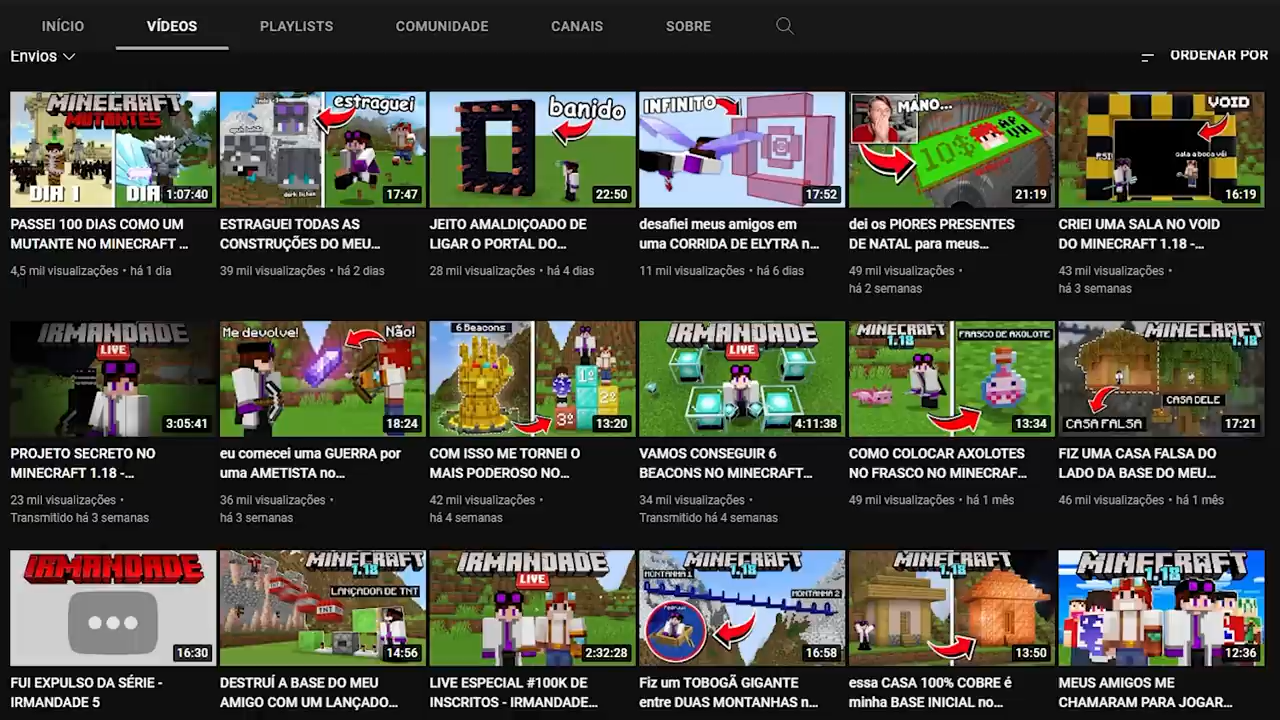 INÍCIO VÍDEOS PLAYLISTS COMUNIDADE CANAIS SOBRE
Envios ORDENAR POR
MINECRAFT
MUTANTES
DIA 1
DIA
1:07:40
estraguei
17:47
banido
22:50
INFINITO
17:52
MANO...
10$
21:19
VOID
16:19
PASSEI 100 DIAS COMO UM
MUTANTE NO MINECRAFT ...
4,5 mil visualizações • há 1 dia
ESTRAGUEI TODAS AS
CONSTRUÇÕES DO MEU...
39 mil visualizações • há 2 dias
JEITO AMALDIÇOADO DE
LIGAR O PORTAL DO...
28 mil visualizações • há 4 dias
desafiei meus amigos em
uma CORRIDA DE ELYTRA n...
11 mil visualizações • há 6 dias
dei os PIORES PRESENTES
DE NATAL para meus...
49 mil visualizações •
há 2 semanas
CRIEI UMA SALA NO VOID
DO MINECRAFT 1.18 -...
43 mil visualizações •
há 3 semanas
IRMANDADE
LIVE
3:05:41
Me devolve!
Não!
18:24
6 Beacons
1º
2º
3º
13:20
IRMANDADE
LIVE
4:11:38
MINECRAFT
1.18
FRASCO DE AXOLOTE
13:34
MINECRAFT
1.18
CASA DELE
CASA FALSA
17:21
PROJETO SECRETO NO
MINECRAFT 1.18 -...
23 mil visualizações •
Transmitido há 3 semanas
eu comecei uma GUERRA por
uma AMETISTA no...
36 mil visualizações •
há 3 semanas
COM ISSO ME TORNEI O
MAIS PODEROSO NO...
42 mil visualizações •
há 4 semanas
VAMOS CONSEGUIR 6
BEACONS NO MINECRAFT...
34 mil visualizações •
Transmitido há 4 semanas
COMO COLOCAR AXOLOTES
NO FRASCO NO MINECRAF...
49 mil visualizações • há 1 mês
FIZ UMA CASA FALSA DO
LADO DA BASE DO MEU...
46 mil visualizações • há 1 mês
IRMANDADE
16:30
MINECRAFT
1.18
LANÇADOR DE TNT
TNT
14:56
IRMANDADE
LIVE
2:32:28
MINECRAFT
1.18
MONTANHA 1
MONTANHA 2
16:58
MINECRAFT
1.18
13:50
MINECRAFT
1.18
12:36
FUI EXPULSO DA SÉRIE -
IRMANDADE 5
DESTRUÍ A BASE DO MEU
AMIGO COM UM LANÇADO...
LIVE ESPECIAL #100K DE
INSCRITOS - IRMANDADE...
Fiz um TOBOGÃ GIGANTE
entre DUAS MONTANHAS n...
essa CASA 100% COBRE é
minha BASE INICIAL no...
MEUS AMIGOS ME
CHAMARAM PARA JOGAR...